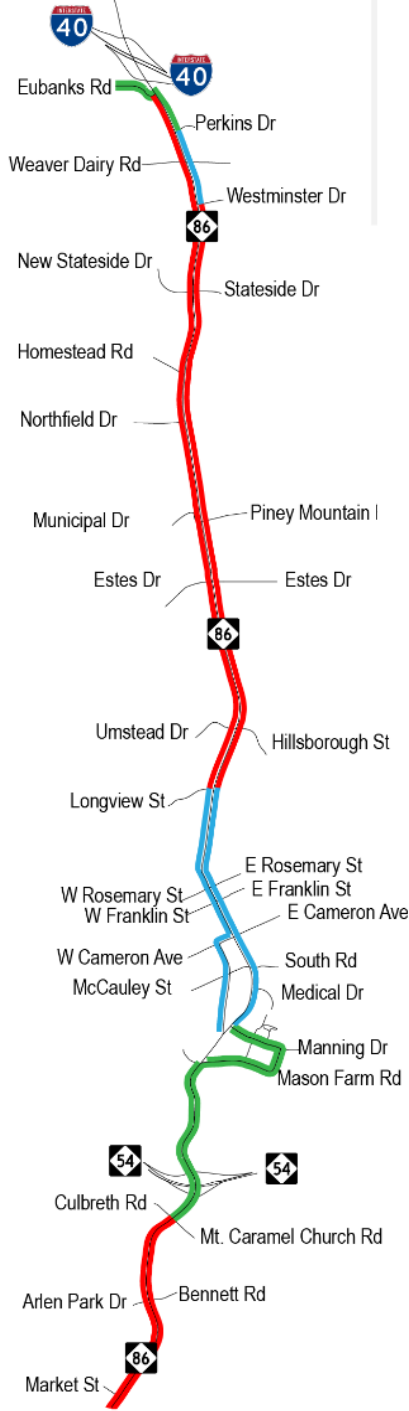 INTERSTATE
40
INTERSTATE
40
Eubanks Rd
Perkins Dr
Weaver Dairy Rd
Westminster Dr
86
New Stateside Dr
Stateside Dr
Homestead Rd
Northfield Dr
Municipal Dr
Piney Mountain
Estes Dr
Estes Dr
86
Umstead Dr
Hillsborough St
Longview St
E Rosemary St
W Rosemary St
E Franklin St
W Franklin St
E Cameron Ave
W Cameron Ave
South Rd
McCauley St
Medical Dr
Manning Dr
Mason Farm Rd
54
54
Culbreth Rd
Mt. Caramel Church Rd
Bennett Rd
Arlen Park Dr
86
Market St